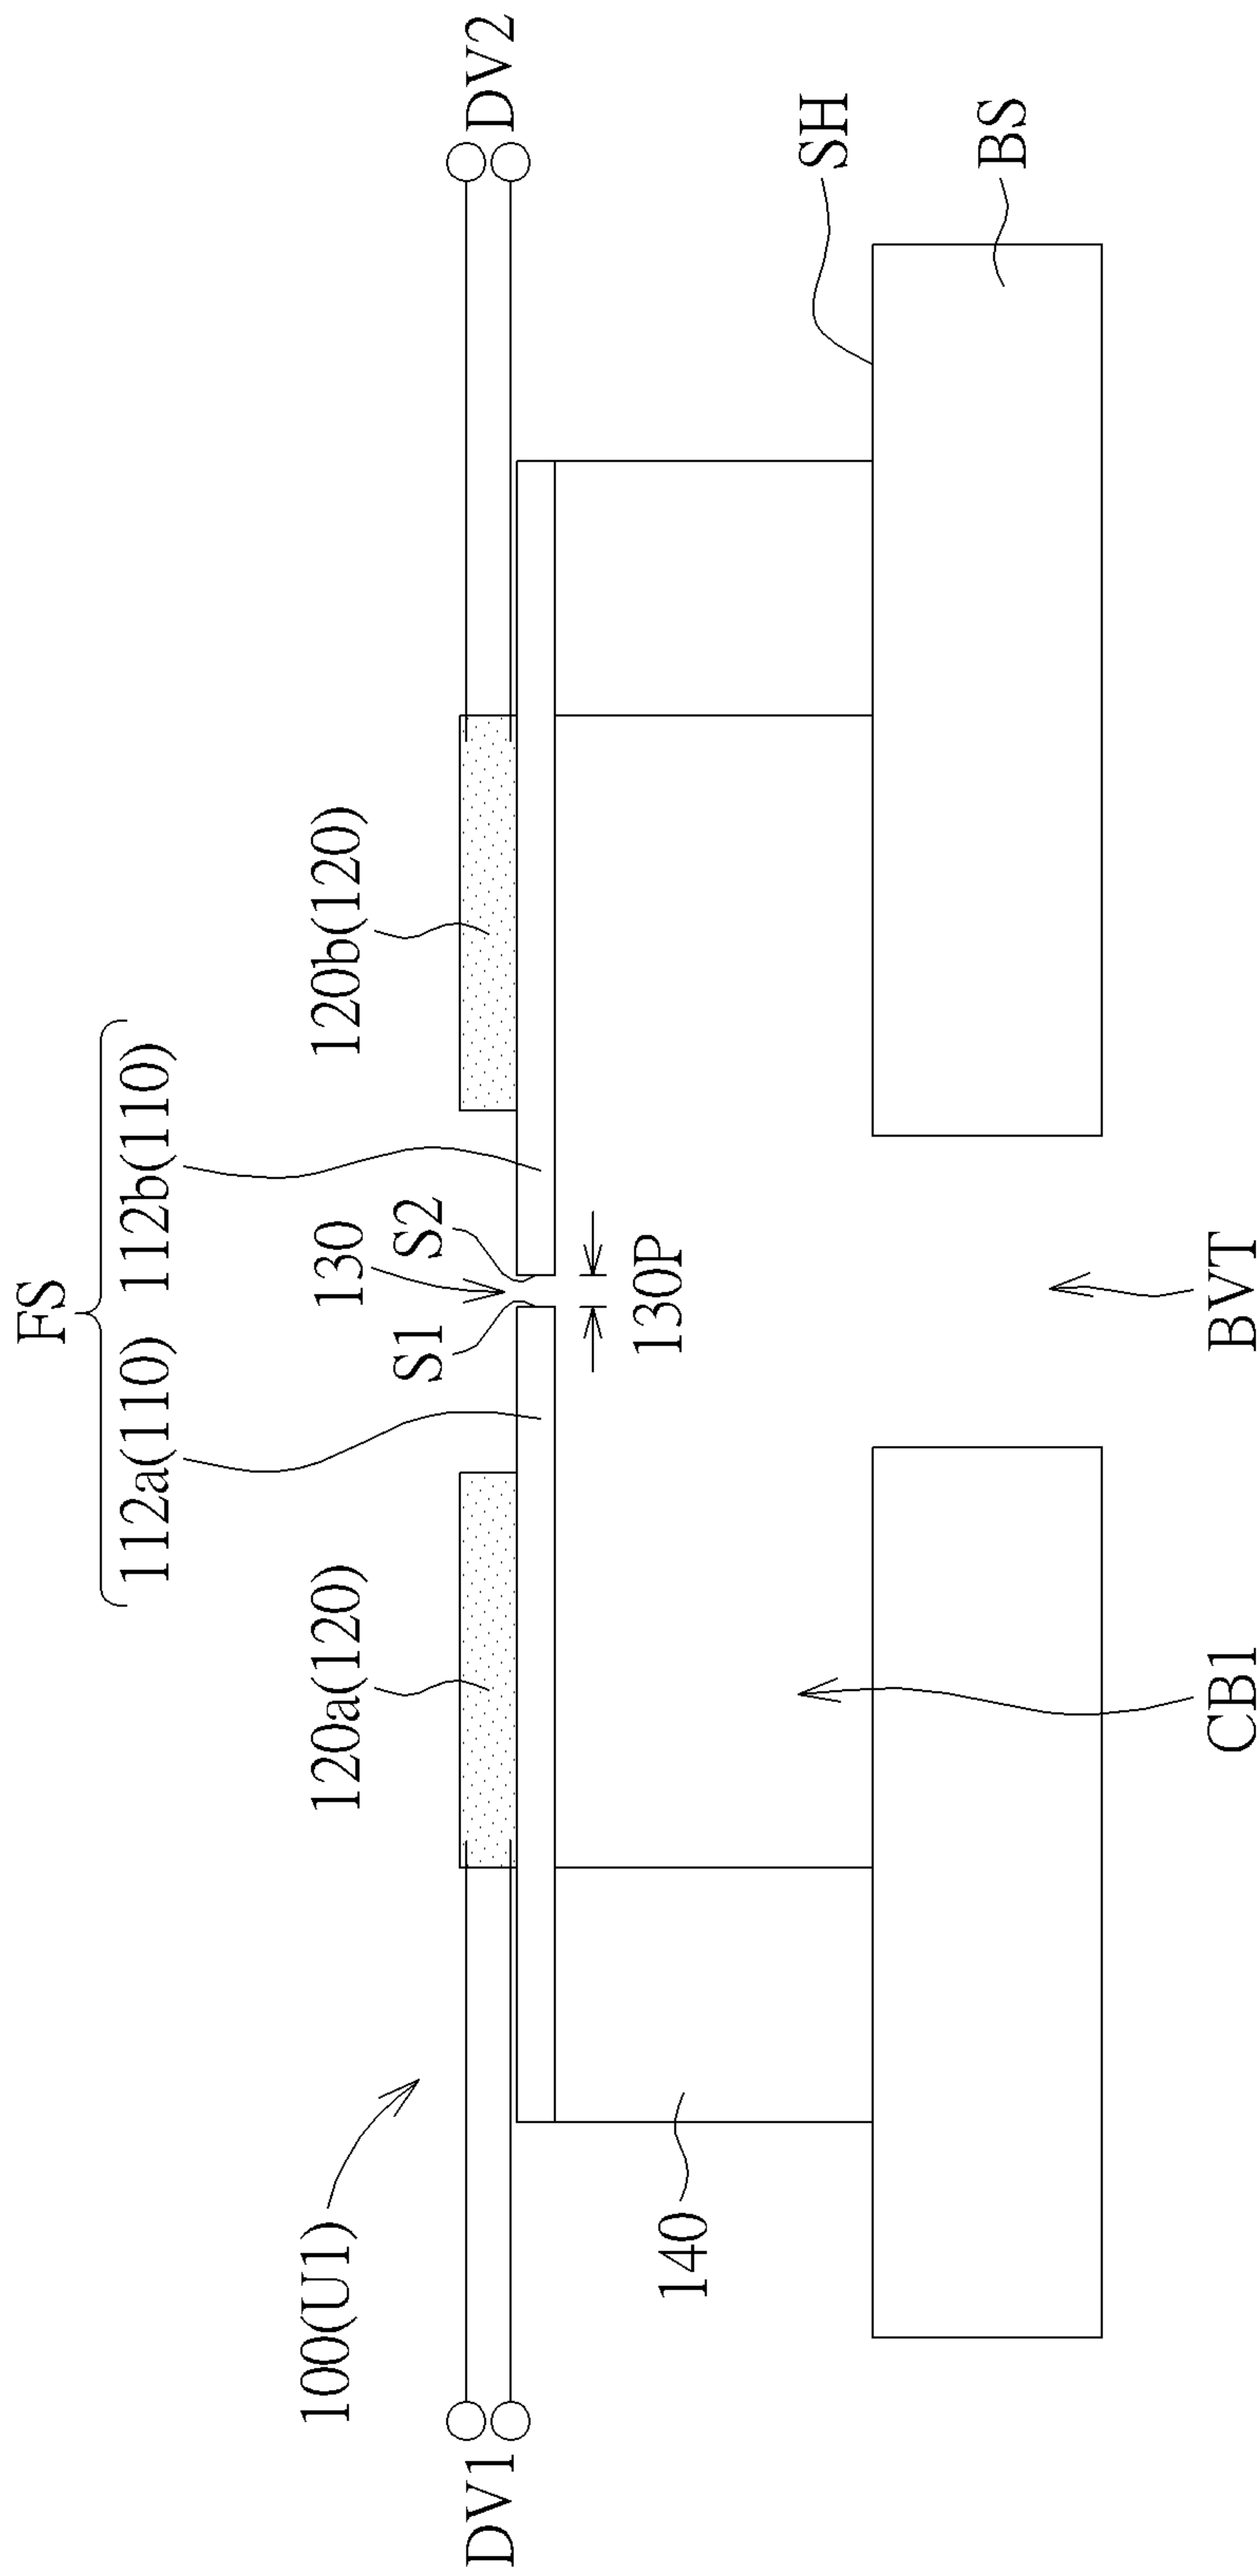 FS
112a(110) 112b(110)
100(U1)
120a(120)
130
120b(120)
S1
S2
DV1
DV2
130P
140
SH
BS
CB1
BVT